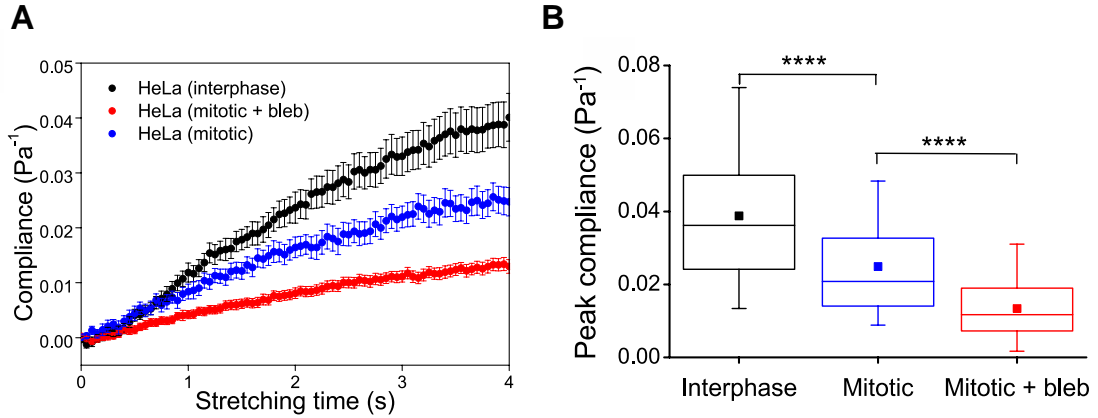 A
Compliance (Pa⁻¹)
0.05
0.04
0.03
0.02
0.01
0.00
HeLa (interphase)
HeLa (mitotic + bleb)
HeLa (mitotic)
0 1 2 3 4
Stretching time (s)
B
Peak compliance (Pa⁻¹)
0.08
0.06
0.04
0.02
0.00
****
****
Interphase Mitotic Mitotic + bleb